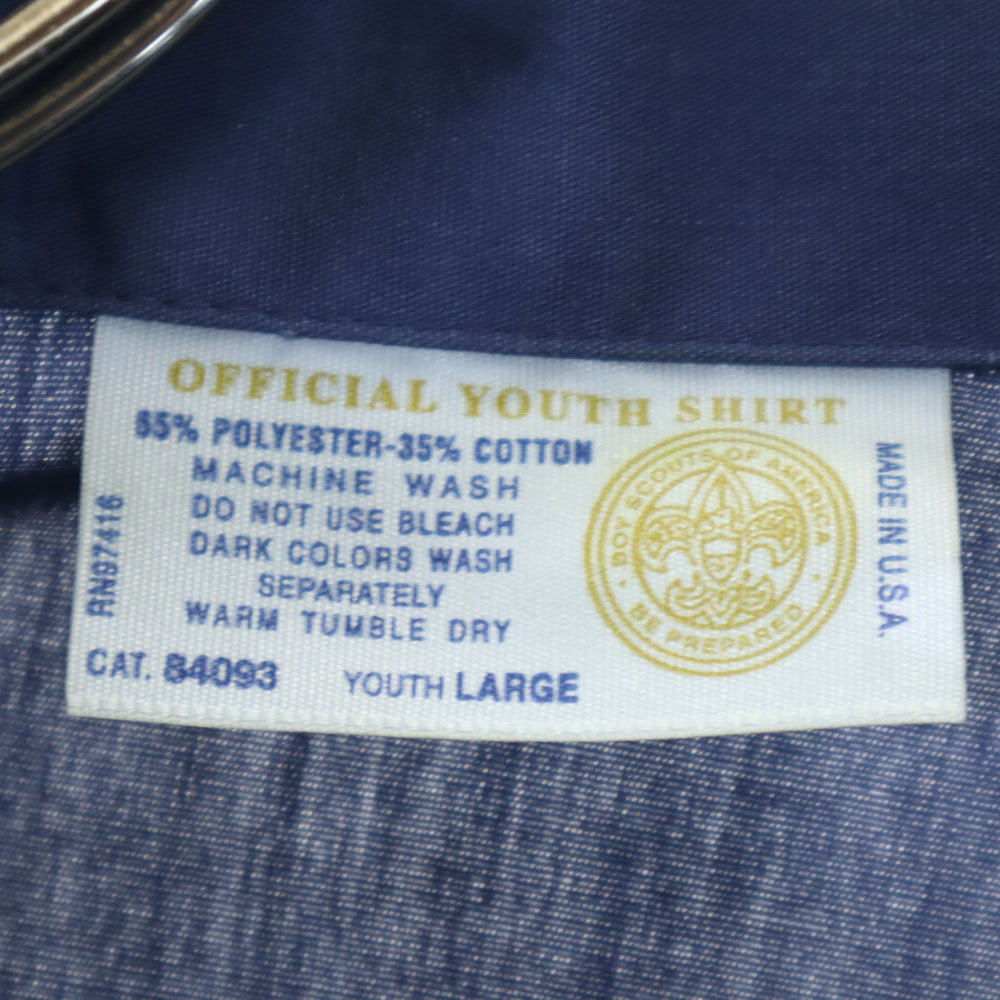 OFFICIAL YOUTH SHIRT
65% POLYESTER-35% COTTON
MACHINE WASH
DO NOT USE BLEACH
DARK COLORS WASH
SEPARATELY
WARM TUMBLE DRY
CAT. 84093 YOUTH LARGE
RN97416
BOY SCOUTS OF AMERICA
BE PREPARED
MADE IN U.S.A.